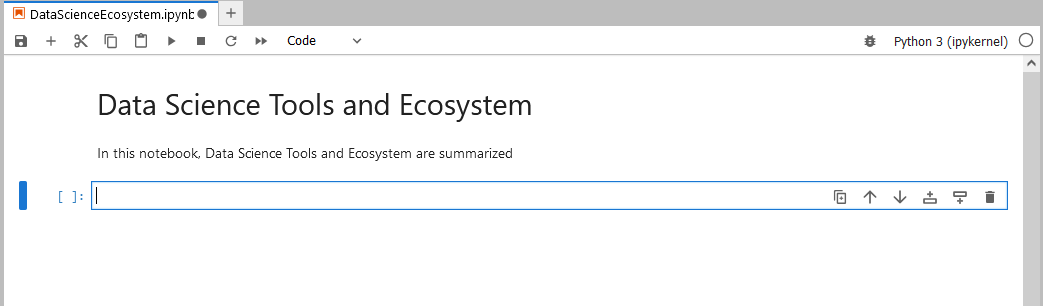 DataScienceEcosystem.ipynb
Code
Python 3 (ipykernel)
Data Science Tools and Ecosystem
In this notebook, Data Science Tools and Ecosystem are summarized
[ ]: